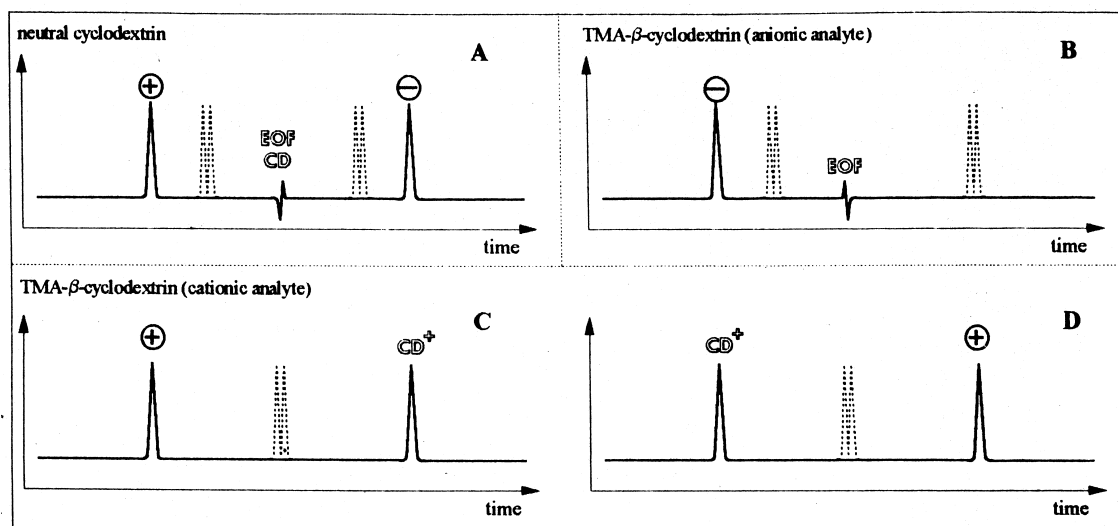 neutral cyclodextrin
A
⊕
⊖
EOF
CD
time
TMA-β-cyclodextrin (anionic analyte)
B
⊖
EOF
time
TMA-β-cyclodextrin (cationic analyte)
C
⊕
CD⁺
time
D
CD⁺
⊕
time